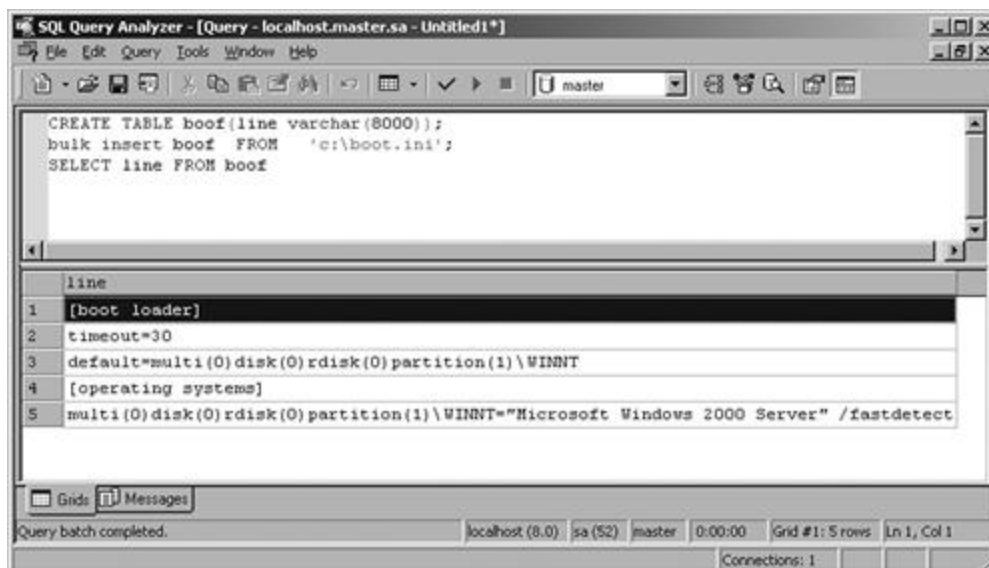 SQL Query Analyzer - [Query - localhost.master.sa - Untitled1*]
File Edit Query Tools Window Help
master
CREATE TABLE boof(line varchar(8000));
bulk insert boof FROM 'c:\boot.ini';
SELECT line FROM boof
line
1 [boot loader]
2 timeout=30
3 default=multi(0)disk(0)rdisk(0)partition(1)\WINNT
4 [operating systems]
5 multi(0)disk(0)rdisk(0)partition(1)\WINNT="Microsoft Windows 2000 Server" /fastdetect
Grids Messages
Query batch completed. localhost (8.0) sa (52) master 0:00:00 Grid #1: 5 rows Ln 1, Col 1
Connections: 1